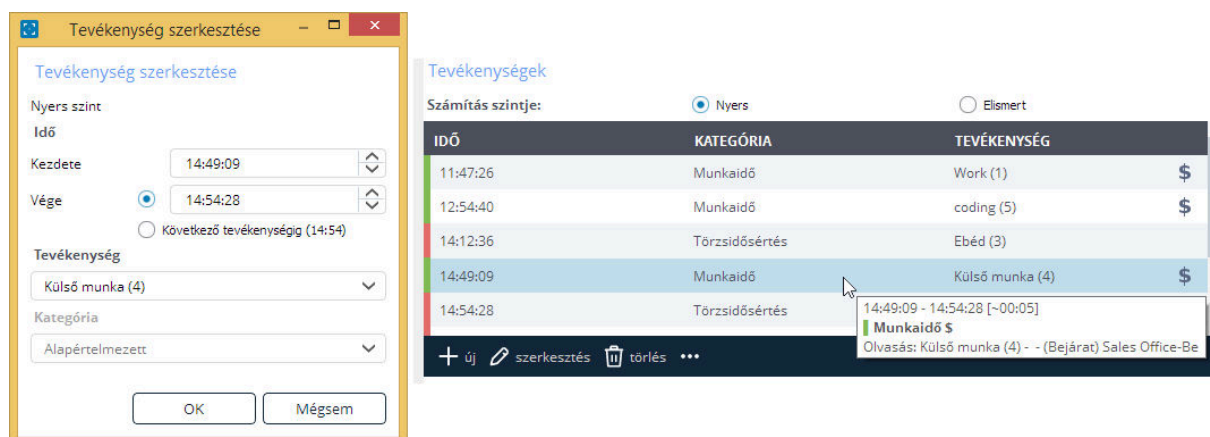 Tevékenység szerkesztése
Tevékenység szerkesztése
Nyers szint
Idő
Kezdete 14:49:09
Vége 14:54:28
Következő tevékenységig (14:54)
Tevékenység
Külső munka (4)
Kategória
Alapértelmezett
OK Mégsem
Tevékenységek
Számítás szintje: Nyers Elismert
IDŐ KATEGÓRIA TEVÉKENYSÉG
11:47:26 Munkaidő Work (1) $
12:54:40 Munkaidő coding (5) $
14:12:36 Törzsidősértés Ebéd (3)
14:49:09 Munkaidő Külső munka (4) $
14:54:28 Törzsidősértés
14:49:09 - 14:54:28 [~00:05]
Munkaidő $
Olvasás: Külső munka (4) - - (Bejárat) Sales Office-Be
új szerkesztés törlés •••